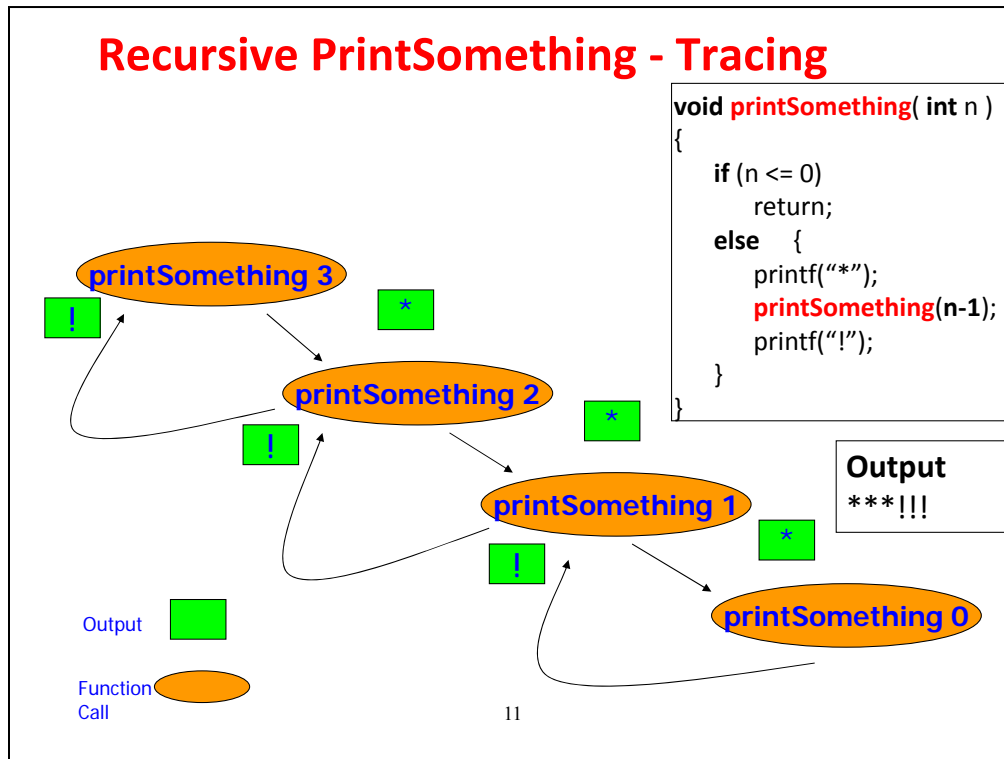 Recursive PrintSomething - Tracing
void printSomething( int n )
{
if (n <= 0)
return;
else {
printf(“*”);
printSomething(n-1);
printf(“!”);
}
}
printSomething 3
!
*
printSomething 2
!
*
printSomething 1
!
*
printSomething 0
Output
***!!!
Output
Function
Call
11